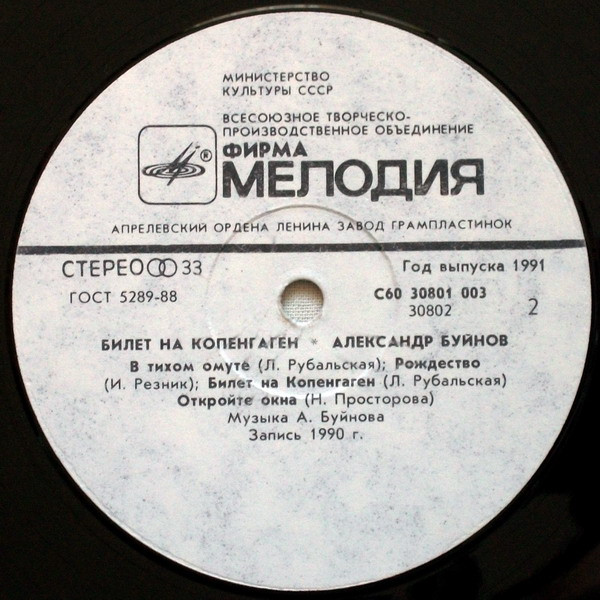 МИНИСТЕРСТВО
КУЛЬТУРЫ СССР
ВСЕСОЮЗНОЕ ТВОРЧЕСКО-
ПРОИЗВОДСТВЕННОЕ ОБЪЕДИНЕНИЕ
®
ФИРМА
МЕЛОДИЯ
АПРЕЛЕВСКИЙ ОРДЕНА ЛЕНИНА ЗАВОД ГРАМПЛАСТИНОК
СТЕРЕО 33
Год выпуска 1991
ГОСТ 5289-88
С60 30801 003
30802
2
БИЛЕТ НА КОПЕНГАГЕН * АЛЕКСАНДР БУЙНОВ
В тихом омуте (Л. Рубальская); Рождество
(И. Резник); Билет на Копенгаген (Л. Рубальская)
Откройте окна (Н. Просторова)
Музыка А. Буйнова
Запись 1990 г.